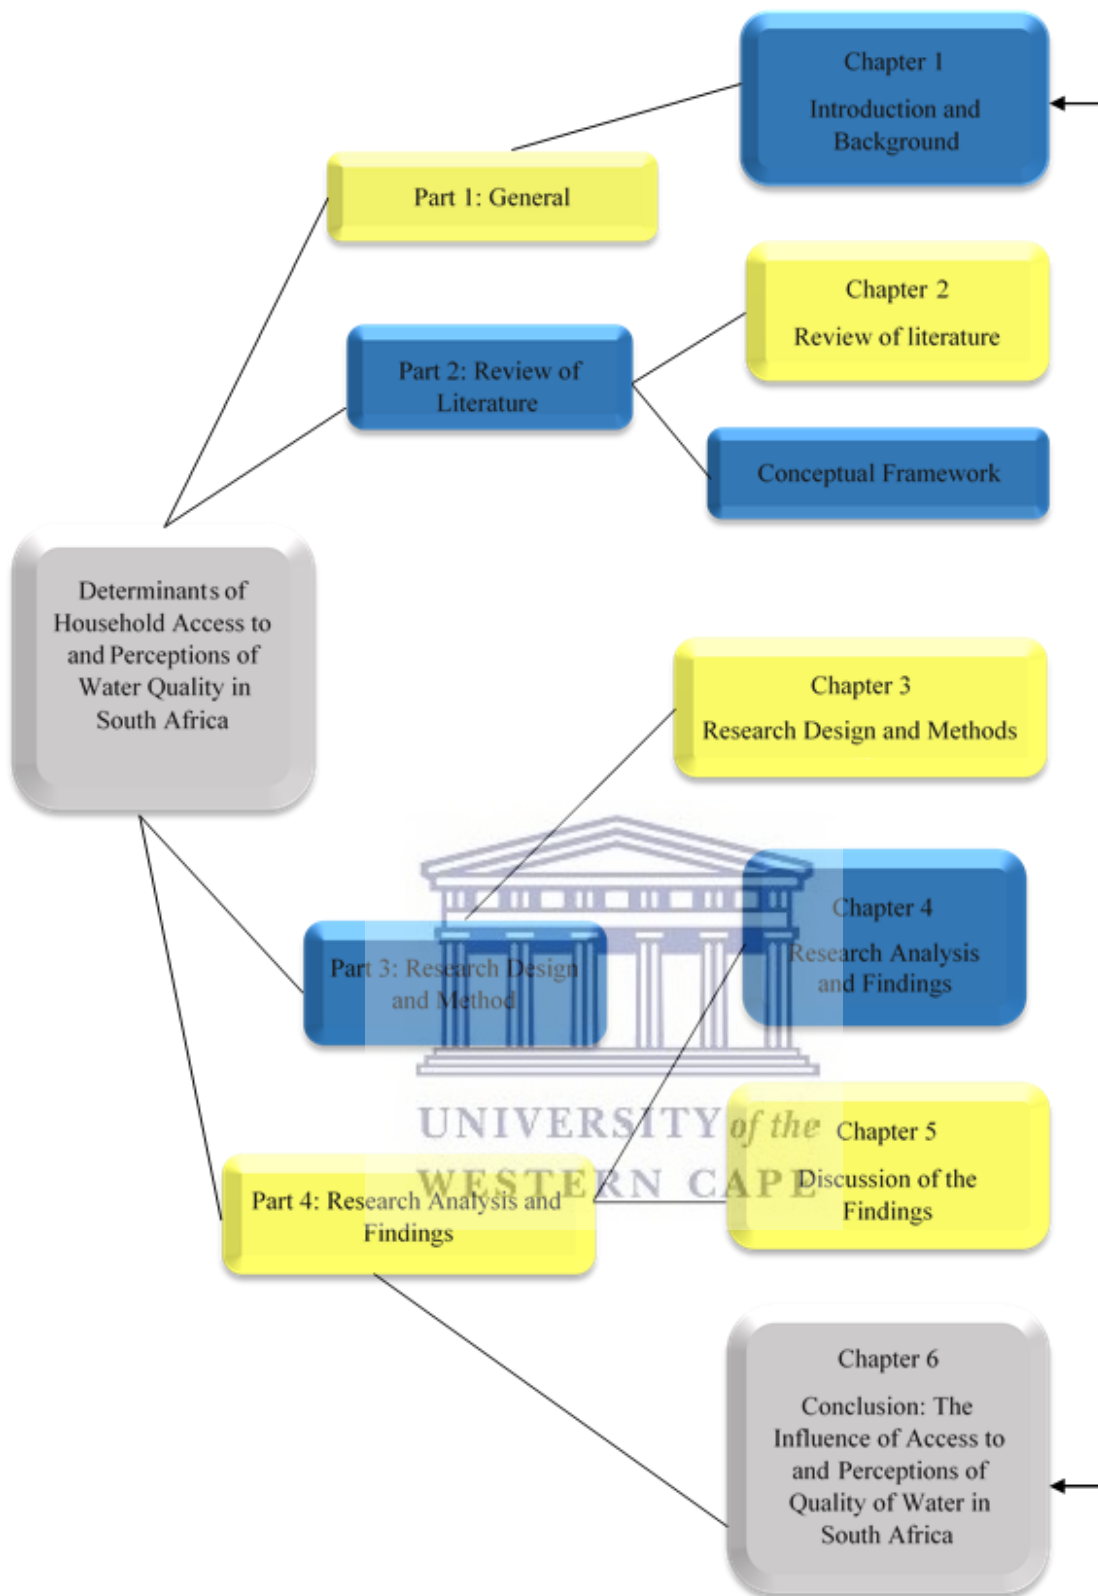 Chapter 1
Introduction and
Background
Part 1: General
Chapter 2
Review of literature
Part 2: Review of
Literature
Conceptual Framework
Determinants of
Household Access to
and Perceptions of
Water Quality in
South Africa
Chapter 3
Research Design and Methods
Chapter 4
Research Analysis
and Findings
Part 3: Research Design
and Method
UNIVERSITY of the
WESTERN CAPE
Chapter 5
Discussion of the
Findings
Part 4: Research Analysis and
Findings
Chapter 6
Conclusion: The
Influence of Access to
and Perceptions of
Quality of Water in
South Africa